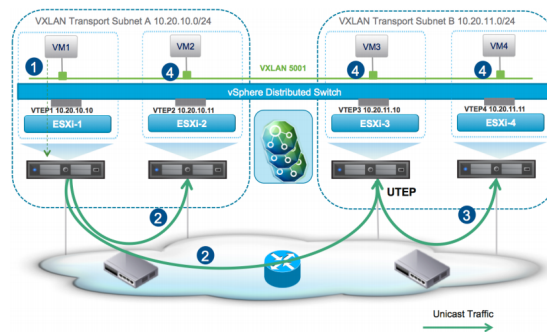 VXLAN Transport Subnet A 10.20.10.0/24
VXLAN Transport Subnet B 10.20.11.0/24
VM1
VM2
VM3
VM4
1
4
VXLAN 5001
4
4
vSphere Distributed Switch
VTEP1 10.20.10.10
VTEP2 10.20.10.11
VTEP3 10.20.11.10
VTEP4 10.20.11.11
ESXi-1
ESXi-2
ESXi-3
ESXi-4
UTEP
2
3
2
Unicast Traffic